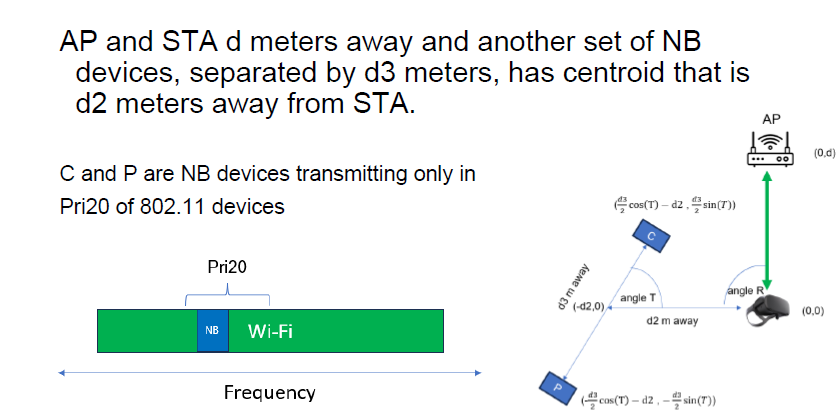 AP and STA d meters away and another set of NB
devices, separated by d3 meters, has centroid that is
d2 meters away from STA.
AP
(0,d)
C and P are NB devices transmitting only in
Pri20 of 802.11 devices
(d3/2 cos(T) – d2 , d3/2 sin(T))
C
Pri20
d3 m away
angle T
angle R
(-d2,0)
(0,0)
d2 m away
NB
Wi-Fi
P
Frequency
(-d3/2 cos(T) – d2 , – d3/2 sin(T))